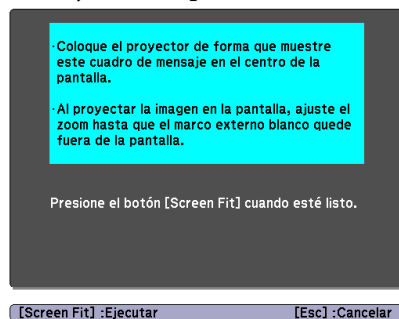 ·Coloque el proyector de forma que muestre
este cuadro de mensaje en el centro de la
pantalla.
·Al proyectar la imagen en la pantalla, ajuste el
zoom hasta que el marco externo blanco quede
fuera de la pantalla.
Presione el botón [Screen Fit] cuando esté listo.
[Screen Fit] :Ejecutar [Esc] :Cancelar